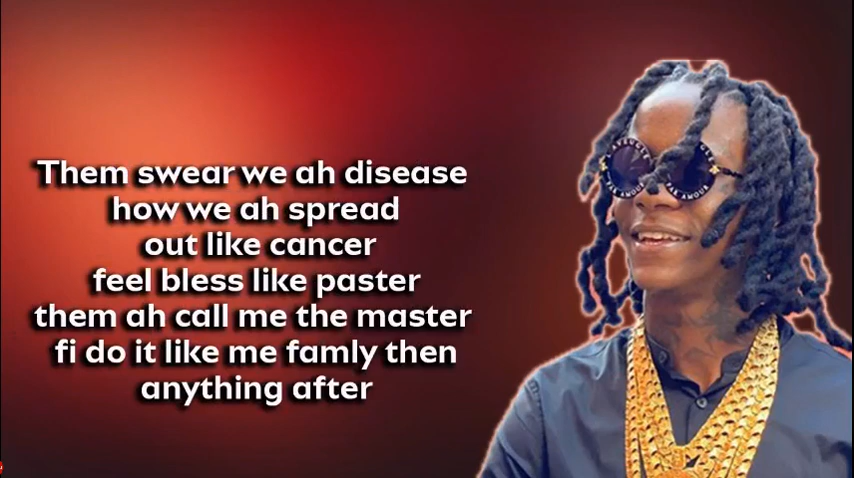 Them swear we ah disease
how we ah spread
out like cancer
feel bless like paster
them ah call me the master
fi do it like me famly then
anything after